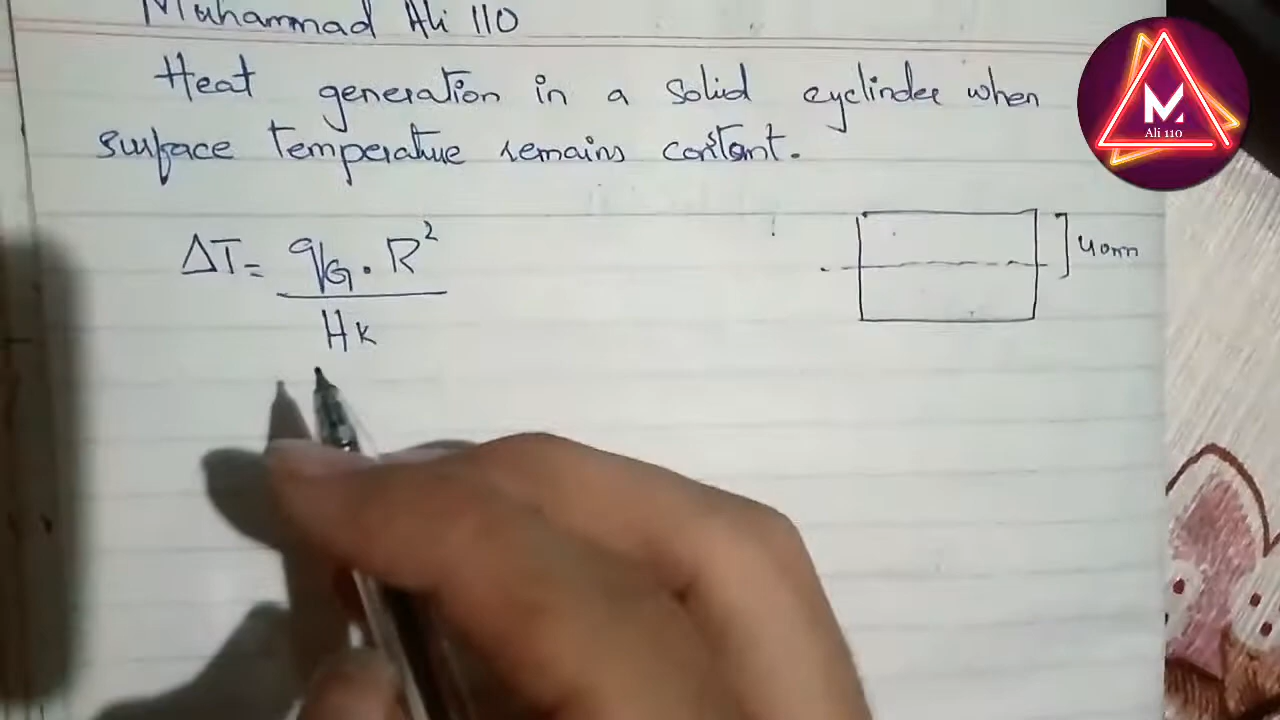 Muhammad Ali 110
Heat generation in a solid cyclinder when
surface temperature remains constant.
ΔT = qG . R²
Hk
40mm
M
Ali 110